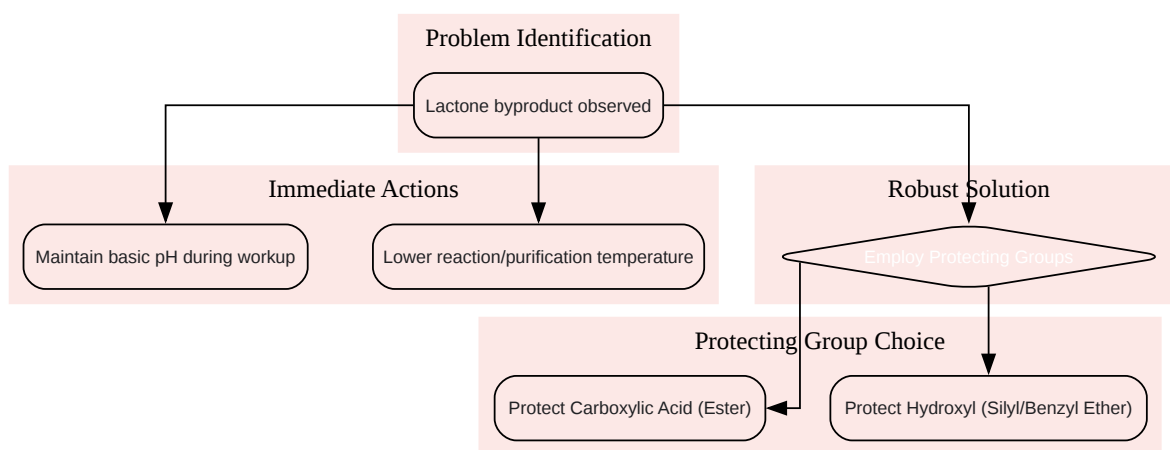 Problem Identification
Lactone byproduct observed
Immediate Actions
Robust Solution
Maintain basic pH during workup
Lower reaction/purification temperature
Employ Protecting Groups
Protecting Group Choice
Protect Carboxylic Acid (Ester)
Protect Hydroxyl (Silyl/Benzyl Ether)